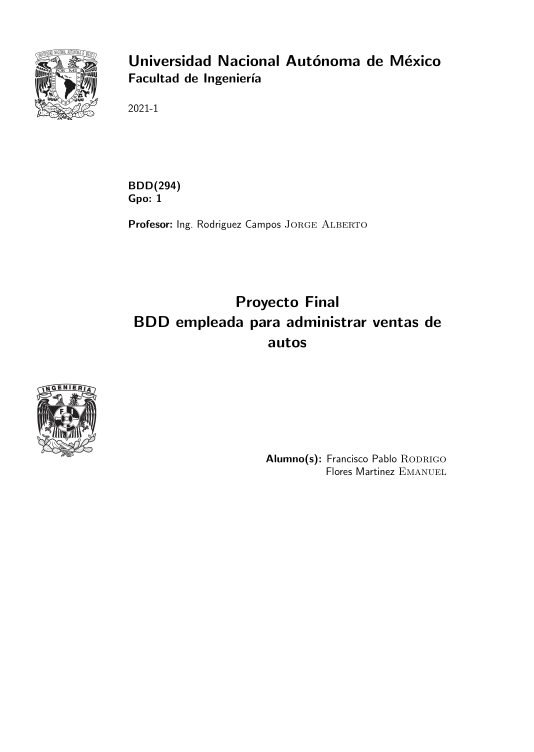 Universidad Nacional Autónoma de México
Facultad de Ingeniería
2021-1
BDD(294)
Gpo: 1
Profesor: Ing. Rodriguez Campos JORGE ALBERTO
Proyecto Final
BDD empleada para administrar ventas de
autos
INGENIERIA
Alumno(s): Francisco Pablo RODRIGO
Flores Martinez EMANUEL